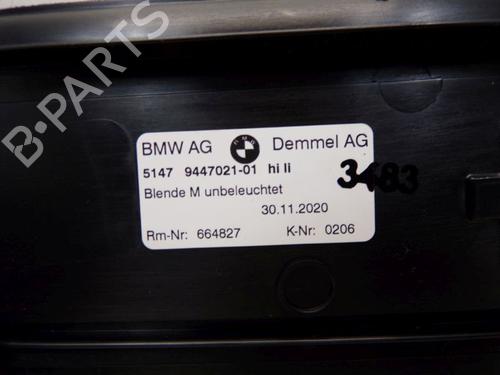 B-PARTS
BMW AG Demmel AG
5147 9447021-01 hi li
Blende M unbeleuchtet
30.11.2020
Rm-Nr: 664827 K-Nr: 0206
3483